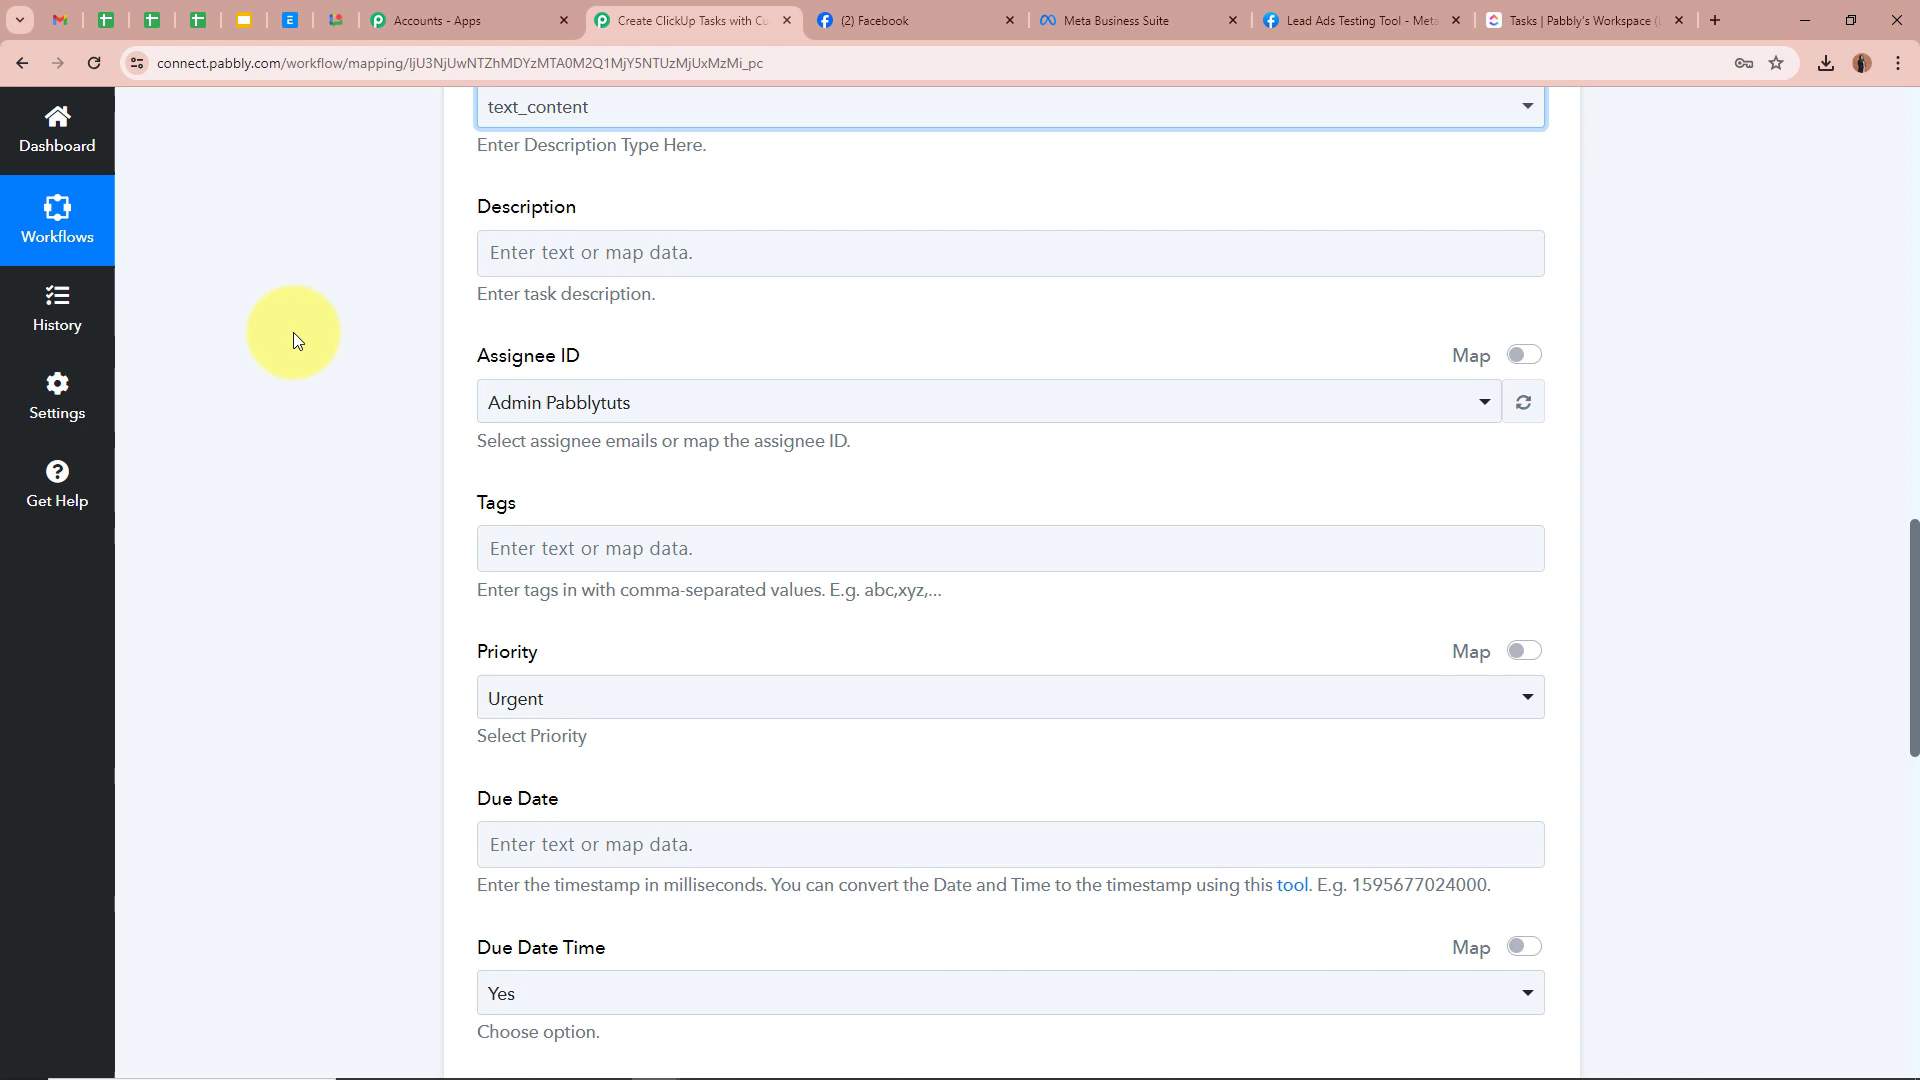 Accounts - Apps
Create ClickUp Tasks with Cu
(2) Facebook
Meta Business Suite
Lead Ads Testing Tool - Meta
Tasks | Pabbly's Workspace (
connect.pabbly.com/workflow/mapping/IjU3NjUwNTZhMDYzMTA0M2Q1MjY5NTUzMjUxMzMi_pc
Dashboard
Workflows
History
Settings
Get Help
text_content
Enter Description Type Here.
Description
Enter text or map data.
Enter task description.
Assignee ID
Map
Admin Pabblytuts
Select assignee emails or map the assignee ID.
Tags
Enter text or map data.
Enter tags in with comma-separated values. E.g. abc,xyz,...
Priority
Map
Urgent
Select Priority
Due Date
Enter text or map data.
Enter the timestamp in milliseconds. You can convert the Date and Time to the timestamp using this tool. E.g. 1595677024000.
Due Date Time
Map
Yes
Choose option.